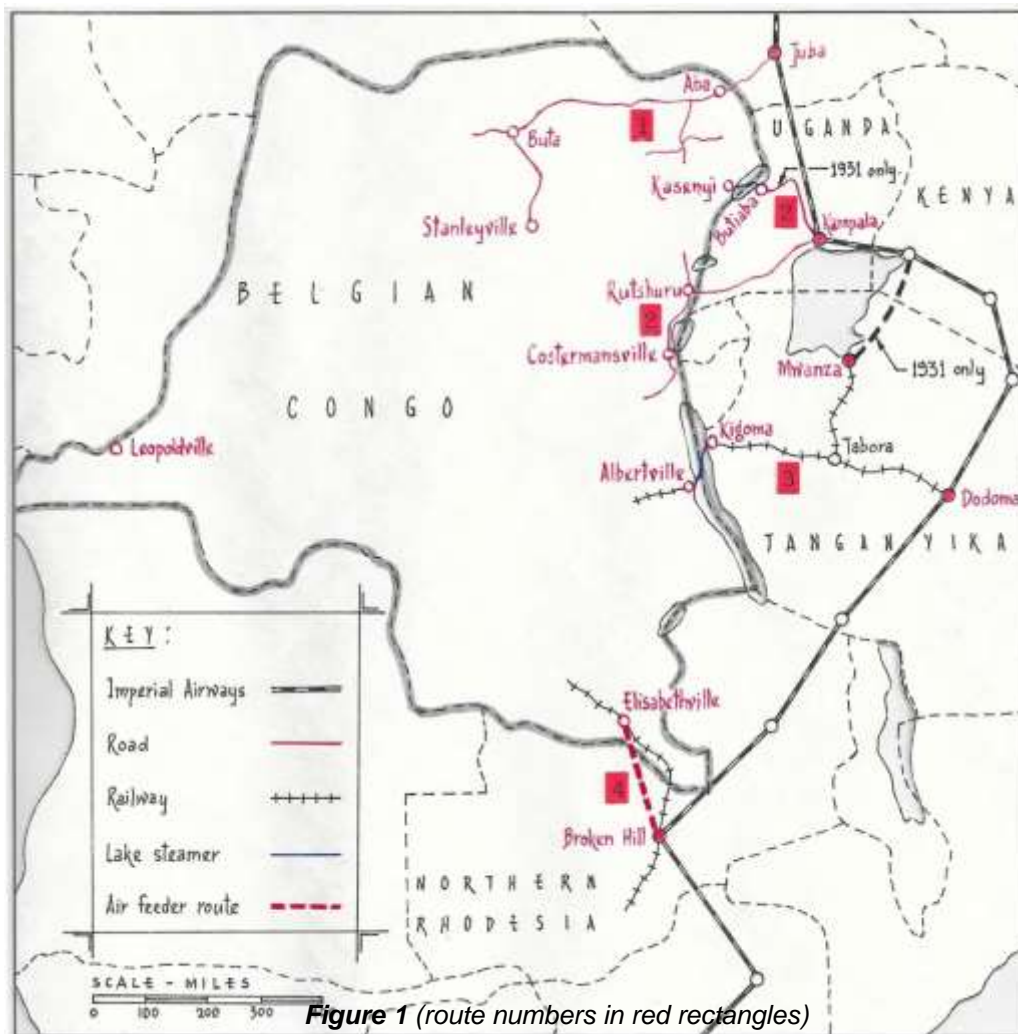 Juba
Aba
1
UGANDA
Buta
1931 only
Kasenyi
Butiaba
2
KENYA
Kampala
Stanleyville
BELGIAN
Rutshuru
2
Costermansville
Mwanza
1931 only
CONGO
Kigoma
Leopoldville
Tabora
Albertville
3
Dodoma
TANGANYIKA
KEY:
Imperial Airways
Road
Railway
Lake steamer
Air feeder route
Elisabethville
4
Broken Hill
NORTHERN
RHODESIA
SCALE - MILES
0 100 200 300
Figure 1 (route numbers in red rectangles)